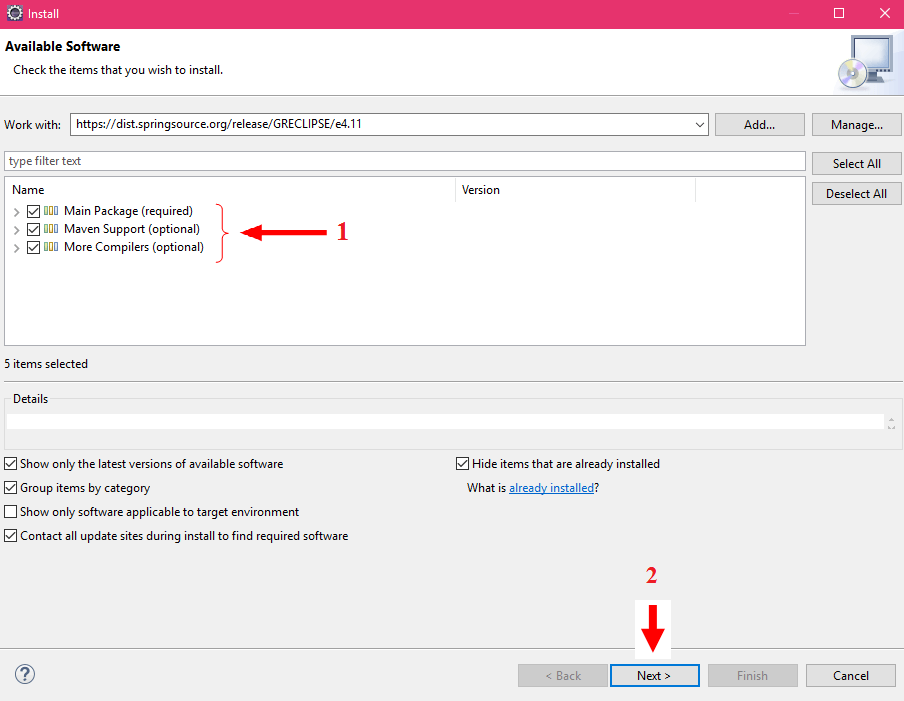 Install
Available Software
Check the items that you wish to install.
Work with: https://dist.springsource.org/release/GRECLIPSE/e4.11 Add... Manage...
type filter text Select All
Name Version Deselect All
Main Package (required)
Maven Support (optional) 1
More Compilers (optional)
5 items selected
Details
Show only the latest versions of available software Hide items that are already installed
Group items by category What is already installed?
Show only software applicable to target environment
Contact all update sites during install to find required software
2
? < Back Next > Finish Cancel